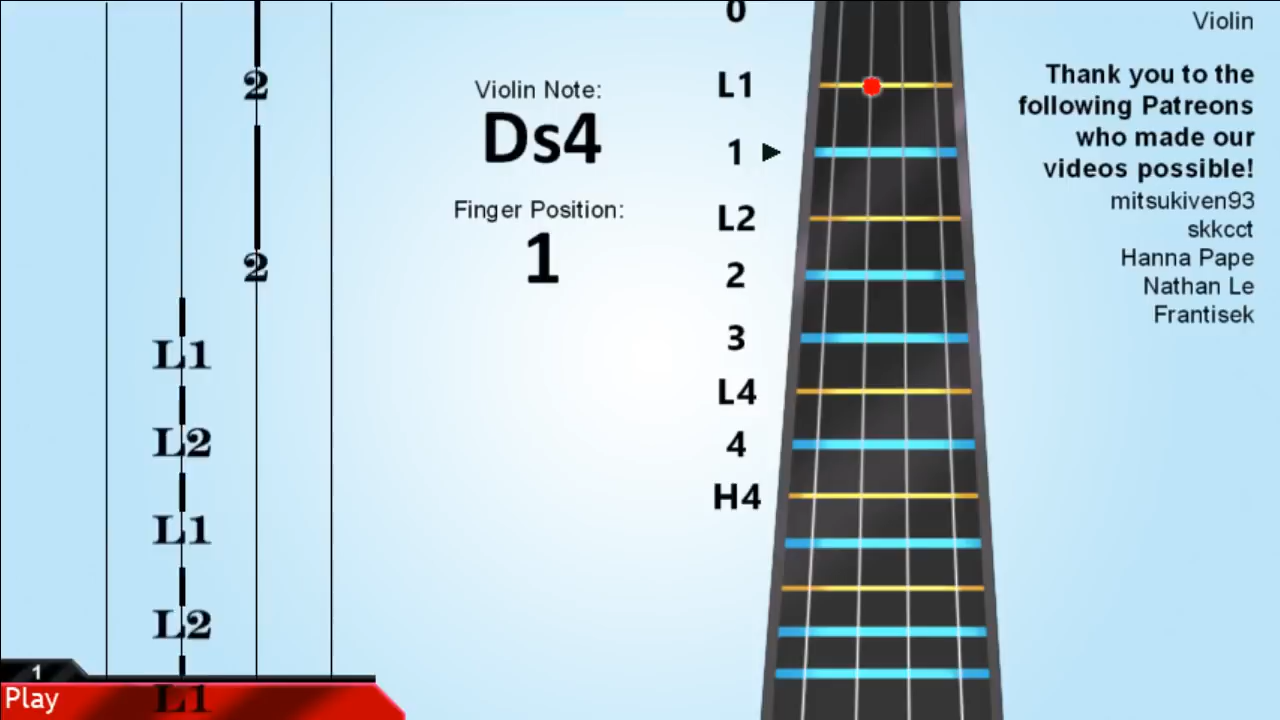 2
2
L1
L2
L1
L2
1
Play
L1
Violin Note:
Ds4
Finger Position:
1
0
L1
1
L2
2
3
L4
4
H4
Violin
Thank you to the
following Patreons
who made our
videos possible!
mitsukiven93
skkcct
Hanna Pape
Nathan Le
Frantisek